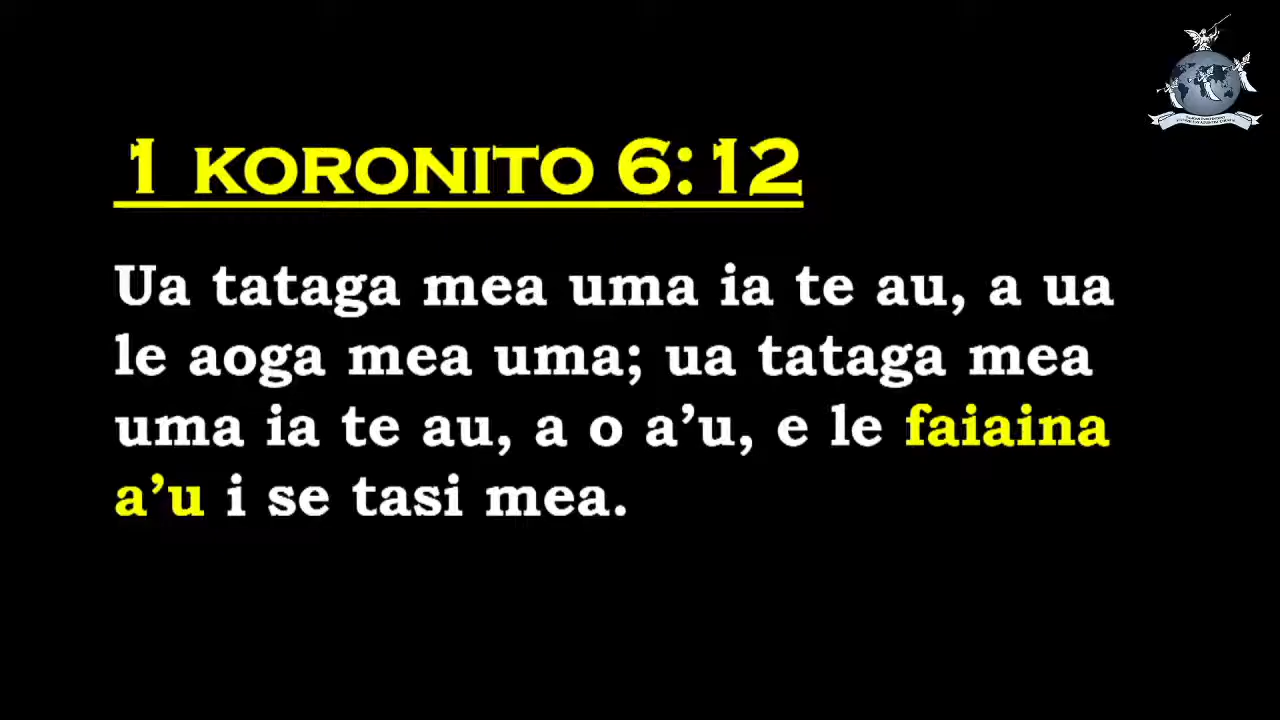 1 KORONITO 6:12
Ua tataga mea uma ia te au, a ua
le aoga mea uma; ua tataga mea
uma ia te au, a o a’u, e le faiaina
a’u i se tasi mea.